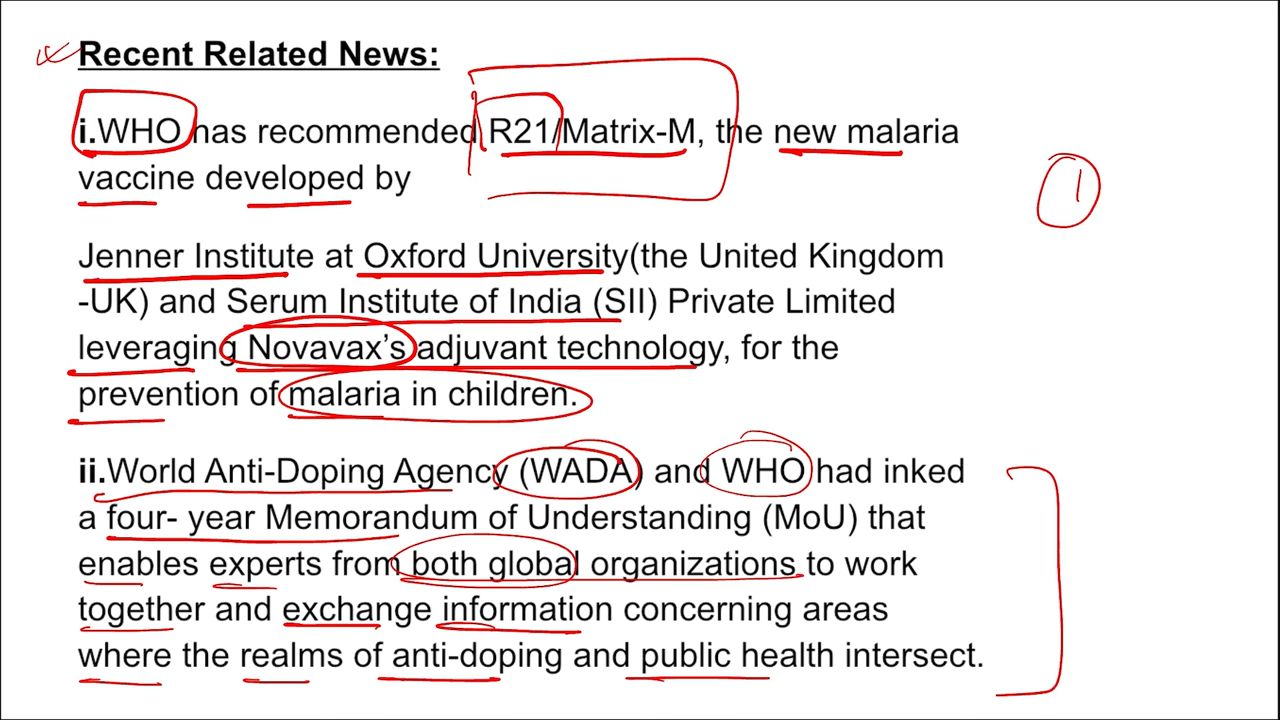 Recent Related News:
i.WHO has recommended R21/Matrix-M, the new malaria
vaccine developed by
Jenner Institute at Oxford University(the United Kingdom
-UK) and Serum Institute of India (SII) Private Limited
leveraging Novavax’s adjuvant technology, for the
prevention of malaria in children.
ii.World Anti-Doping Agency (WADA) and WHO had inked
a four- year Memorandum of Understanding (MoU) that
enables experts from both global organizations to work
together and exchange information concerning areas
where the realms of anti-doping and public health intersect.
1